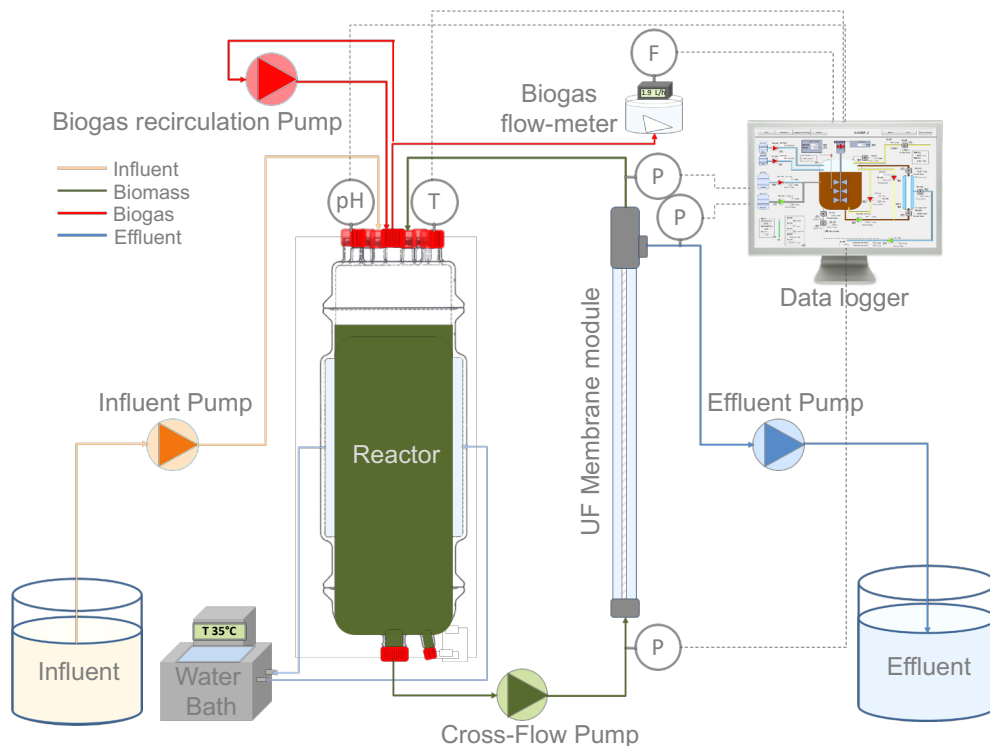 F
1.9 L/h
Biogas
flow-meter
Biogas recirculation Pump
Influent
Biomass
Biogas
Effluent
pH
T
P
P
Data logger
UF Membrane module
Influent Pump
Effluent Pump
Reactor
T 35°C
Influent
Water
Bath
P
Effluent
Cross-Flow Pump